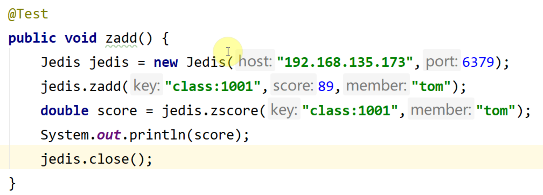 @Test
public void zadd() {
    Jedis jedis = new Jedis( host: "192.168.135.173", port: 6379);
    jedis.zadd( key: "class:1001", score: 89, member: "tom");
    double score = jedis.zscore( key: "class:1001", member: "tom");
    System.out.println(score);
    jedis.close();
}